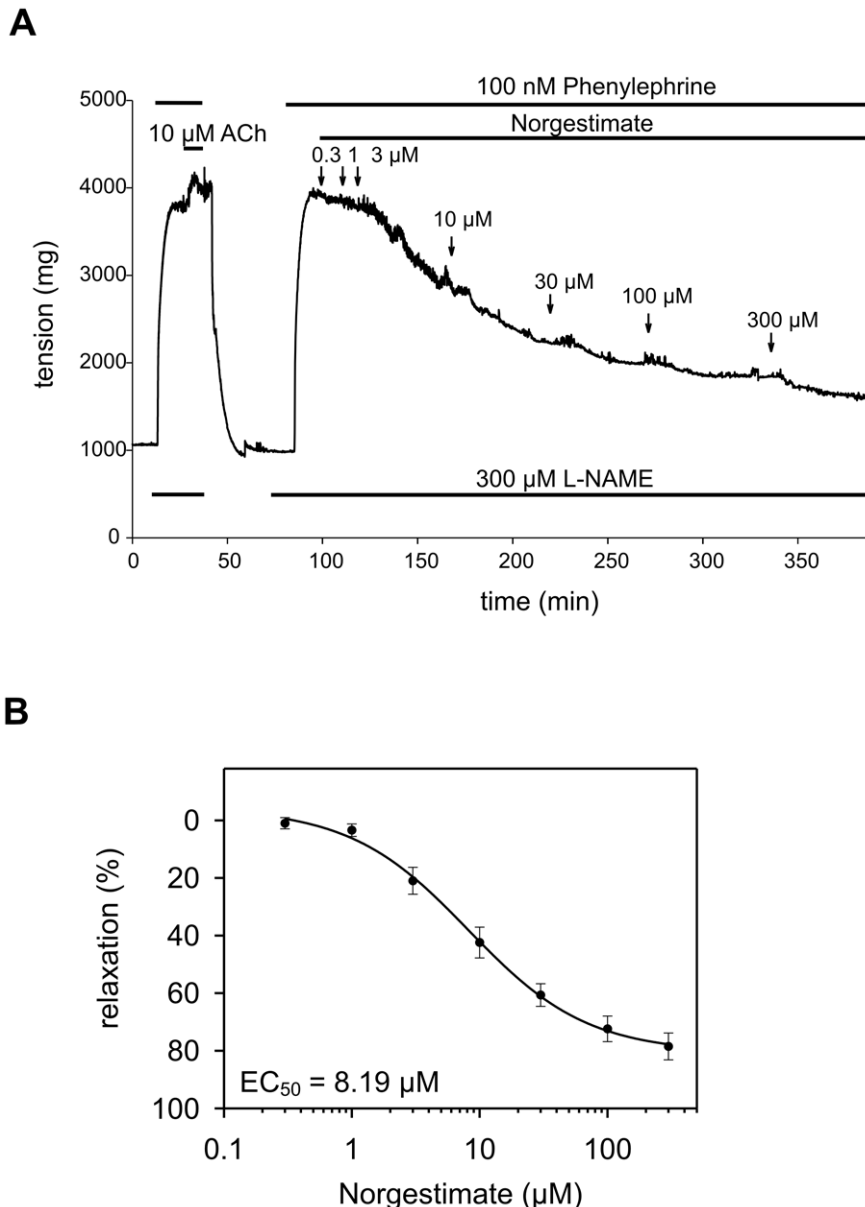 A
100 nM Phenylephrine
10 µM ACh
Norgestimate
0.3 1 3 µM
10 µM
30 µM
100 µM
300 µM
tension (mg)
5000
4000
3000
2000
1000
0
300 µM L-NAME
0 50 100 150 200 250 300 350
time (min)
B
relaxation (%)
0
20
40
60
80
100
EC50 = 8.19 µM
0.1 1 10 100
Norgestimate (µM)